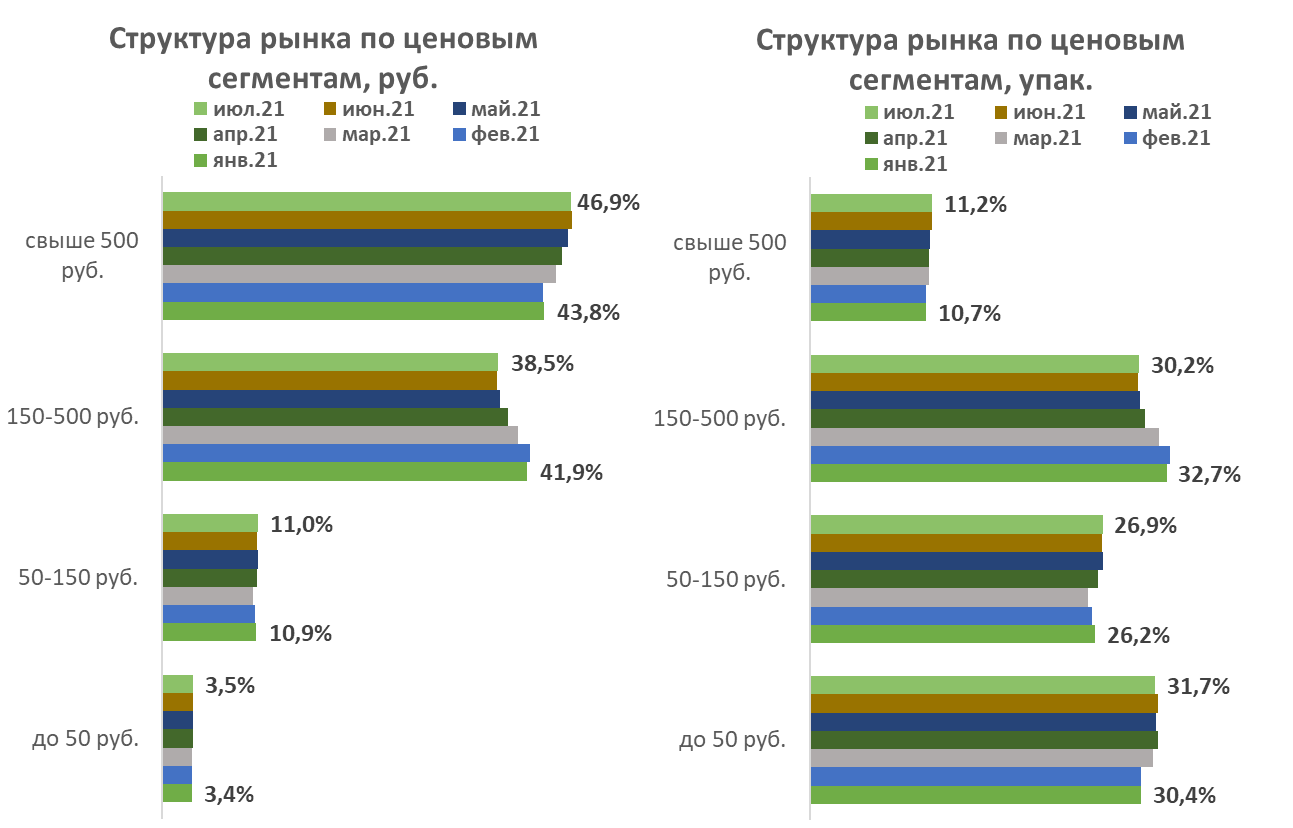 Структура рынка по ценовым
сегментам, руб.
июл.21 июн.21 май.21
апр.21 мар.21 фев.21
янв.21
46,9%
свыше 500
руб.
43,8%
38,5%
150-500 руб.
41,9%
11,0%
50-150 руб.
10,9%
3,5%
до 50 руб.
3,4%
Структура рынка по ценовым
сегментам, упак.
июл.21 июн.21 май.21
апр.21 мар.21 фев.21
янв.21
11,2%
свыше 500
руб.
10,7%
30,2%
150-500 руб.
32,7%
26,9%
50-150 руб.
26,2%
31,7%
до 50 руб.
30,4%